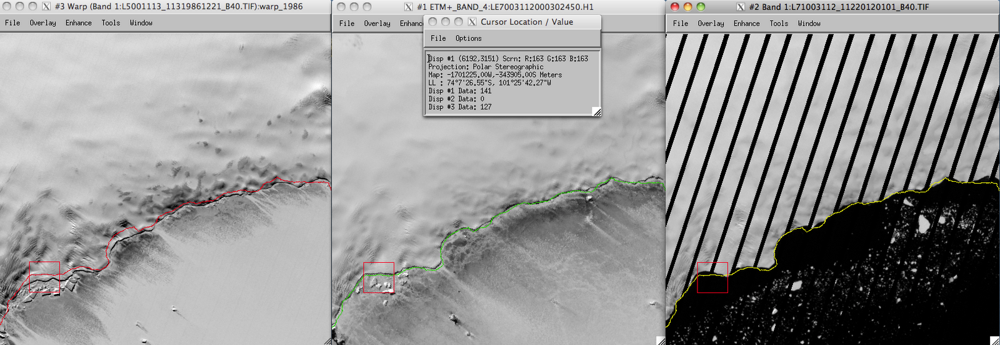 #3 Warp (Band 1:L5001113_11319861221_B40.TIF):warp_1986
File Overlay Enhance Tools Window
#1 ETM+_BAND_4:LE7003112000302450.H1
File Overlay Enhanc
Cursor Location / Value
File Options
Disp #1 (6192,3151) Scrn: R:163 G:163 B:163
Projection: Polar Stereographic
Map: -1701225.00W,-343905.00S Meters
LL : 74°7'26.55"S, 101°25'42.27"W
Disp #1 Data: 141
Disp #2 Data: 0
Disp #3 Data: 127
#2 Band 1:L71003112_11220120101_B40.TIF
File Overlay Enhance Tools Window